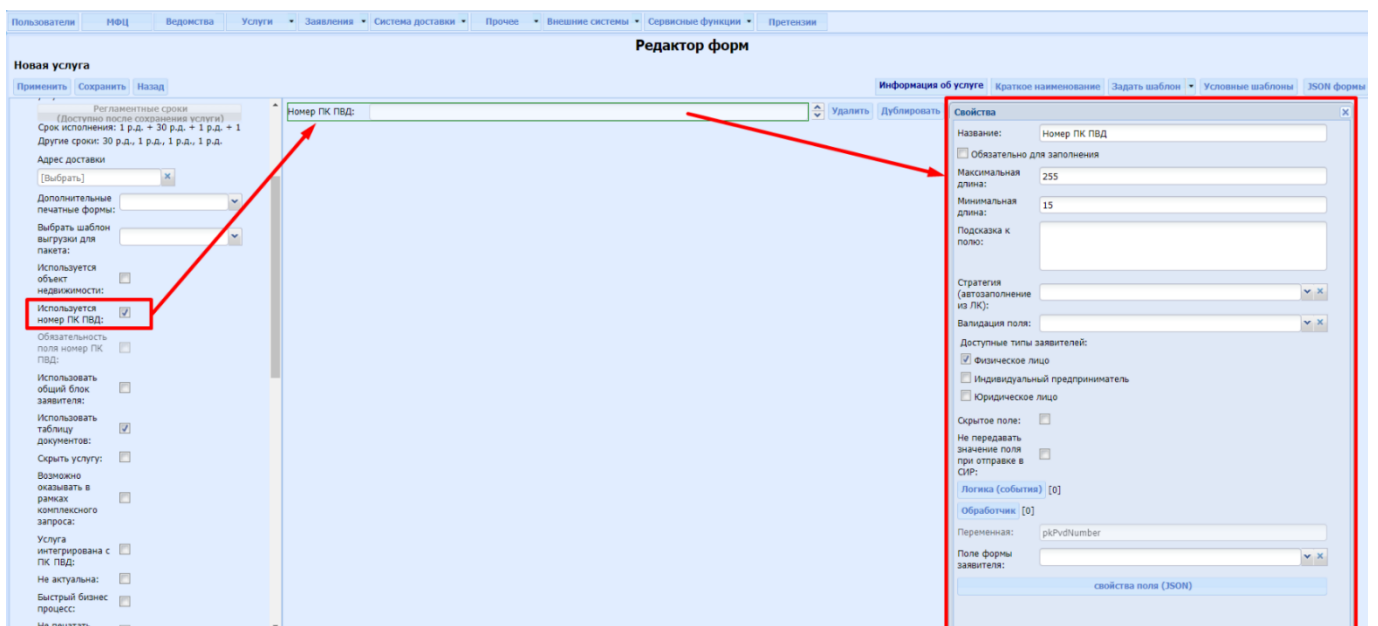 Пользователи МФЦ Ведомства Услуги Заявления Система доставки Прочее Внешние системы Сервисные функции Претензии
Редактор форм
Новая услуга
Применить Сохранить Назад
Информация об услуге Краткое наименование Задать шаблон Условные шаблоны JSON формы
Регламентные сроки
(Доступно после сохранения услуги)
Срок исполнения: 1 р.д. + 30 р.д. + 1 р.д. + 1
Другие сроки: 30 р.д., 1 р.д., 1 р.д., 1 р.д.
Адрес доставки
[Выбрать]
Дополнительные
печатные формы:
Выбрать шаблон
выгрузки для
пакета:
Используется
объект
недвижимости:
Используется
номер ПК ПВД:
Обязательность
поля номер ПК
ПВД:
Использовать
общий блок
заявителя:
Использовать
таблицу
документов:
Скрыть услугу:
Возможно
оказывать в
рамках
комплексного
запроса:
Услуга
интегрирована с
ПК ПВД:
Не актуальна:
Быстрый бизнес
процесс:
Не печатать
Номер ПК ПВД:
Удалить Дублировать
Свойства
Название: Номер ПК ПВД
Обязательно для заполнения
Максимальная
длина: 255
Минимальная
длина: 15
Подсказка к
полю:
Стратегия
(автозаполнение
из ЛК):
Валидация поля:
Доступные типы заявителей:
Физическое лицо
Индивидуальный предприниматель
Юридическое лицо
Скрытое поле:
Не передавать
значение поля
при отправке в
СИР:
Логика (события) [0]
Обработчик [0]
Переменная: pkPvdNumber
Поле формы
заявителя:
свойства поля (JSON)